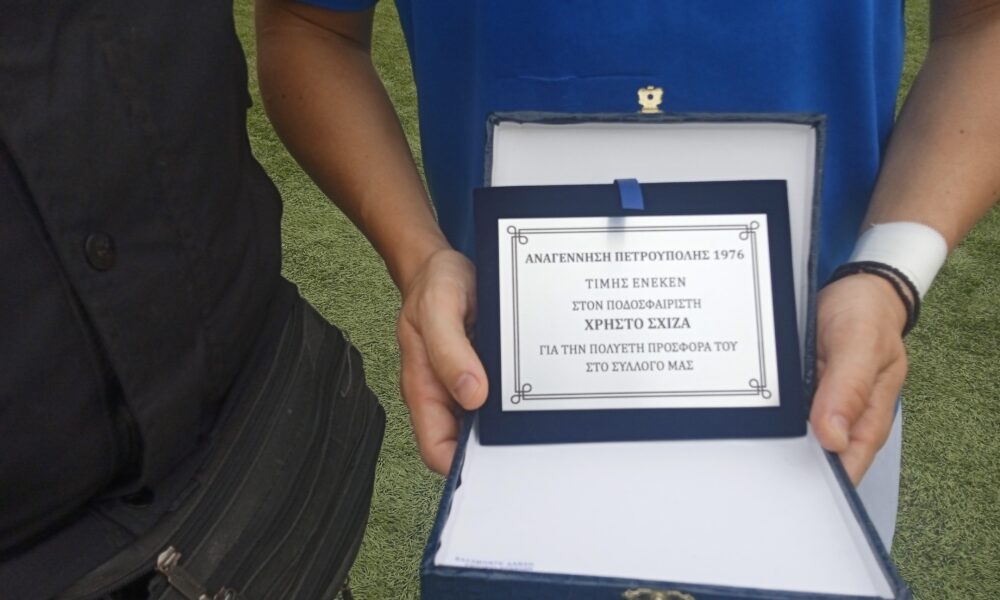 ΑΝΑΓΕΝΝΗΣΗ ΠΕΤΡΟΥΠΟΛΗΣ 1976
ΤΙΜΗΣ ΕΝΕΚΕΝ
ΣΤΟΝ ΠΟΔΟΣΦΑΙΡΙΣΤΗ
ΧΡΗΣΤΟ ΣΧΙΖΑ
ΓΙΑ ΤΗΝ ΠΟΛΥΕΤΗ ΠΡΟΣΦΟΡΑ ΤΟΥ
ΣΤΟ ΣΥΛΛΟΓΟ ΜΑΣ